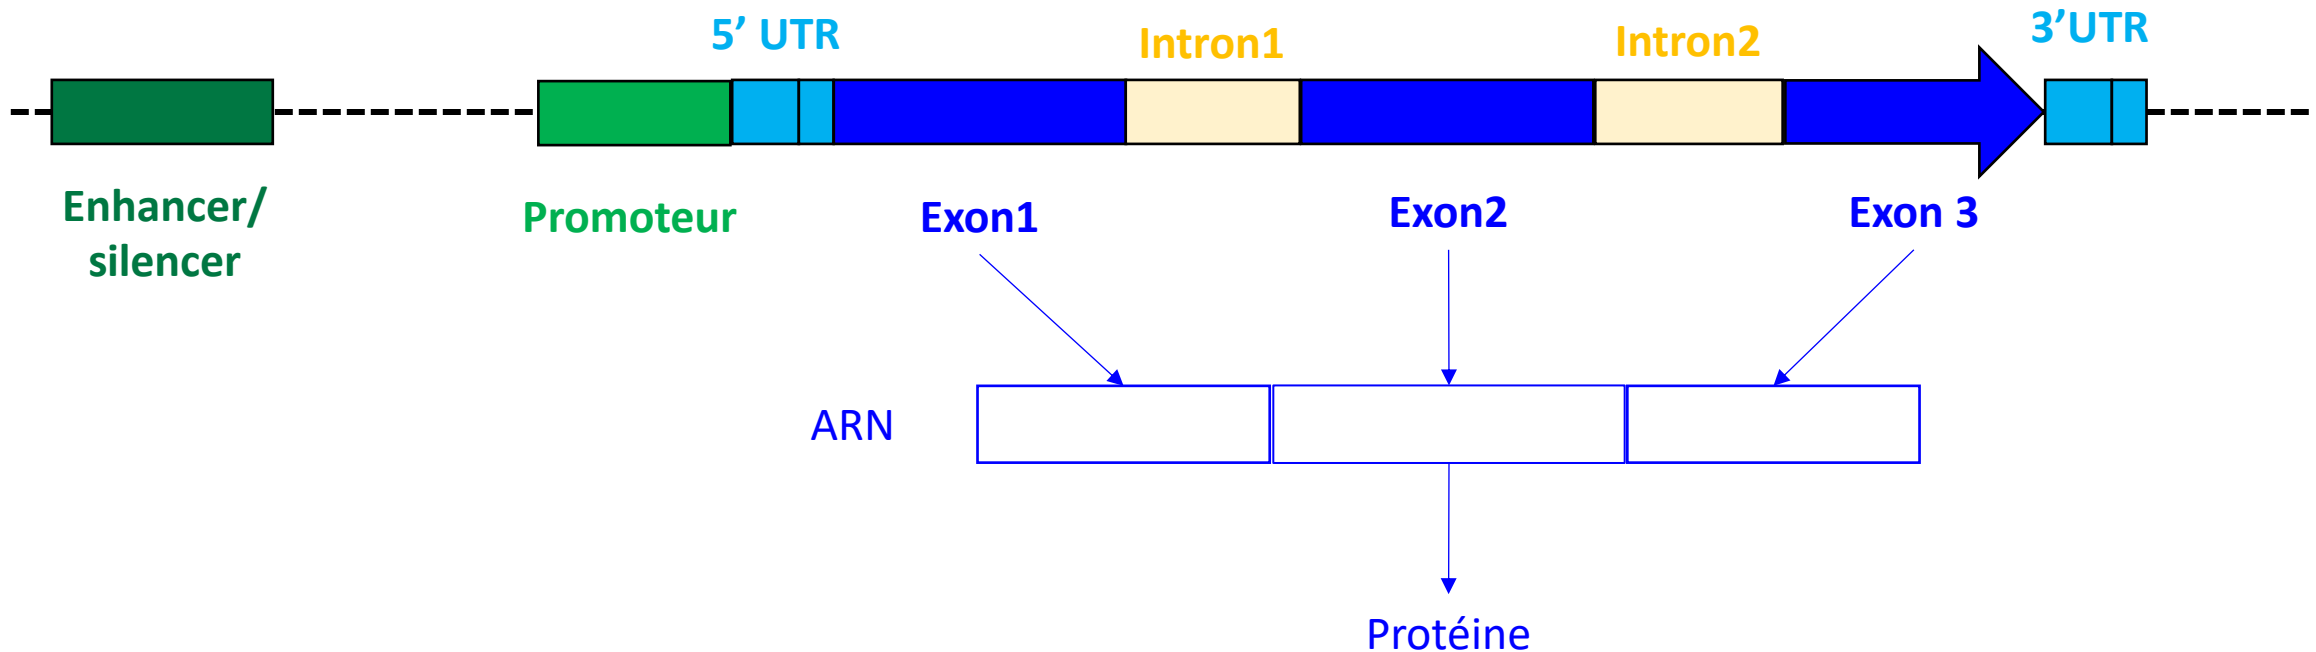 5’ UTR
Intron1
Intron2
3’UTR
Enhancer/
silencer
Promoteur
Exon1
Exon2
Exon 3
ARN
Protéine